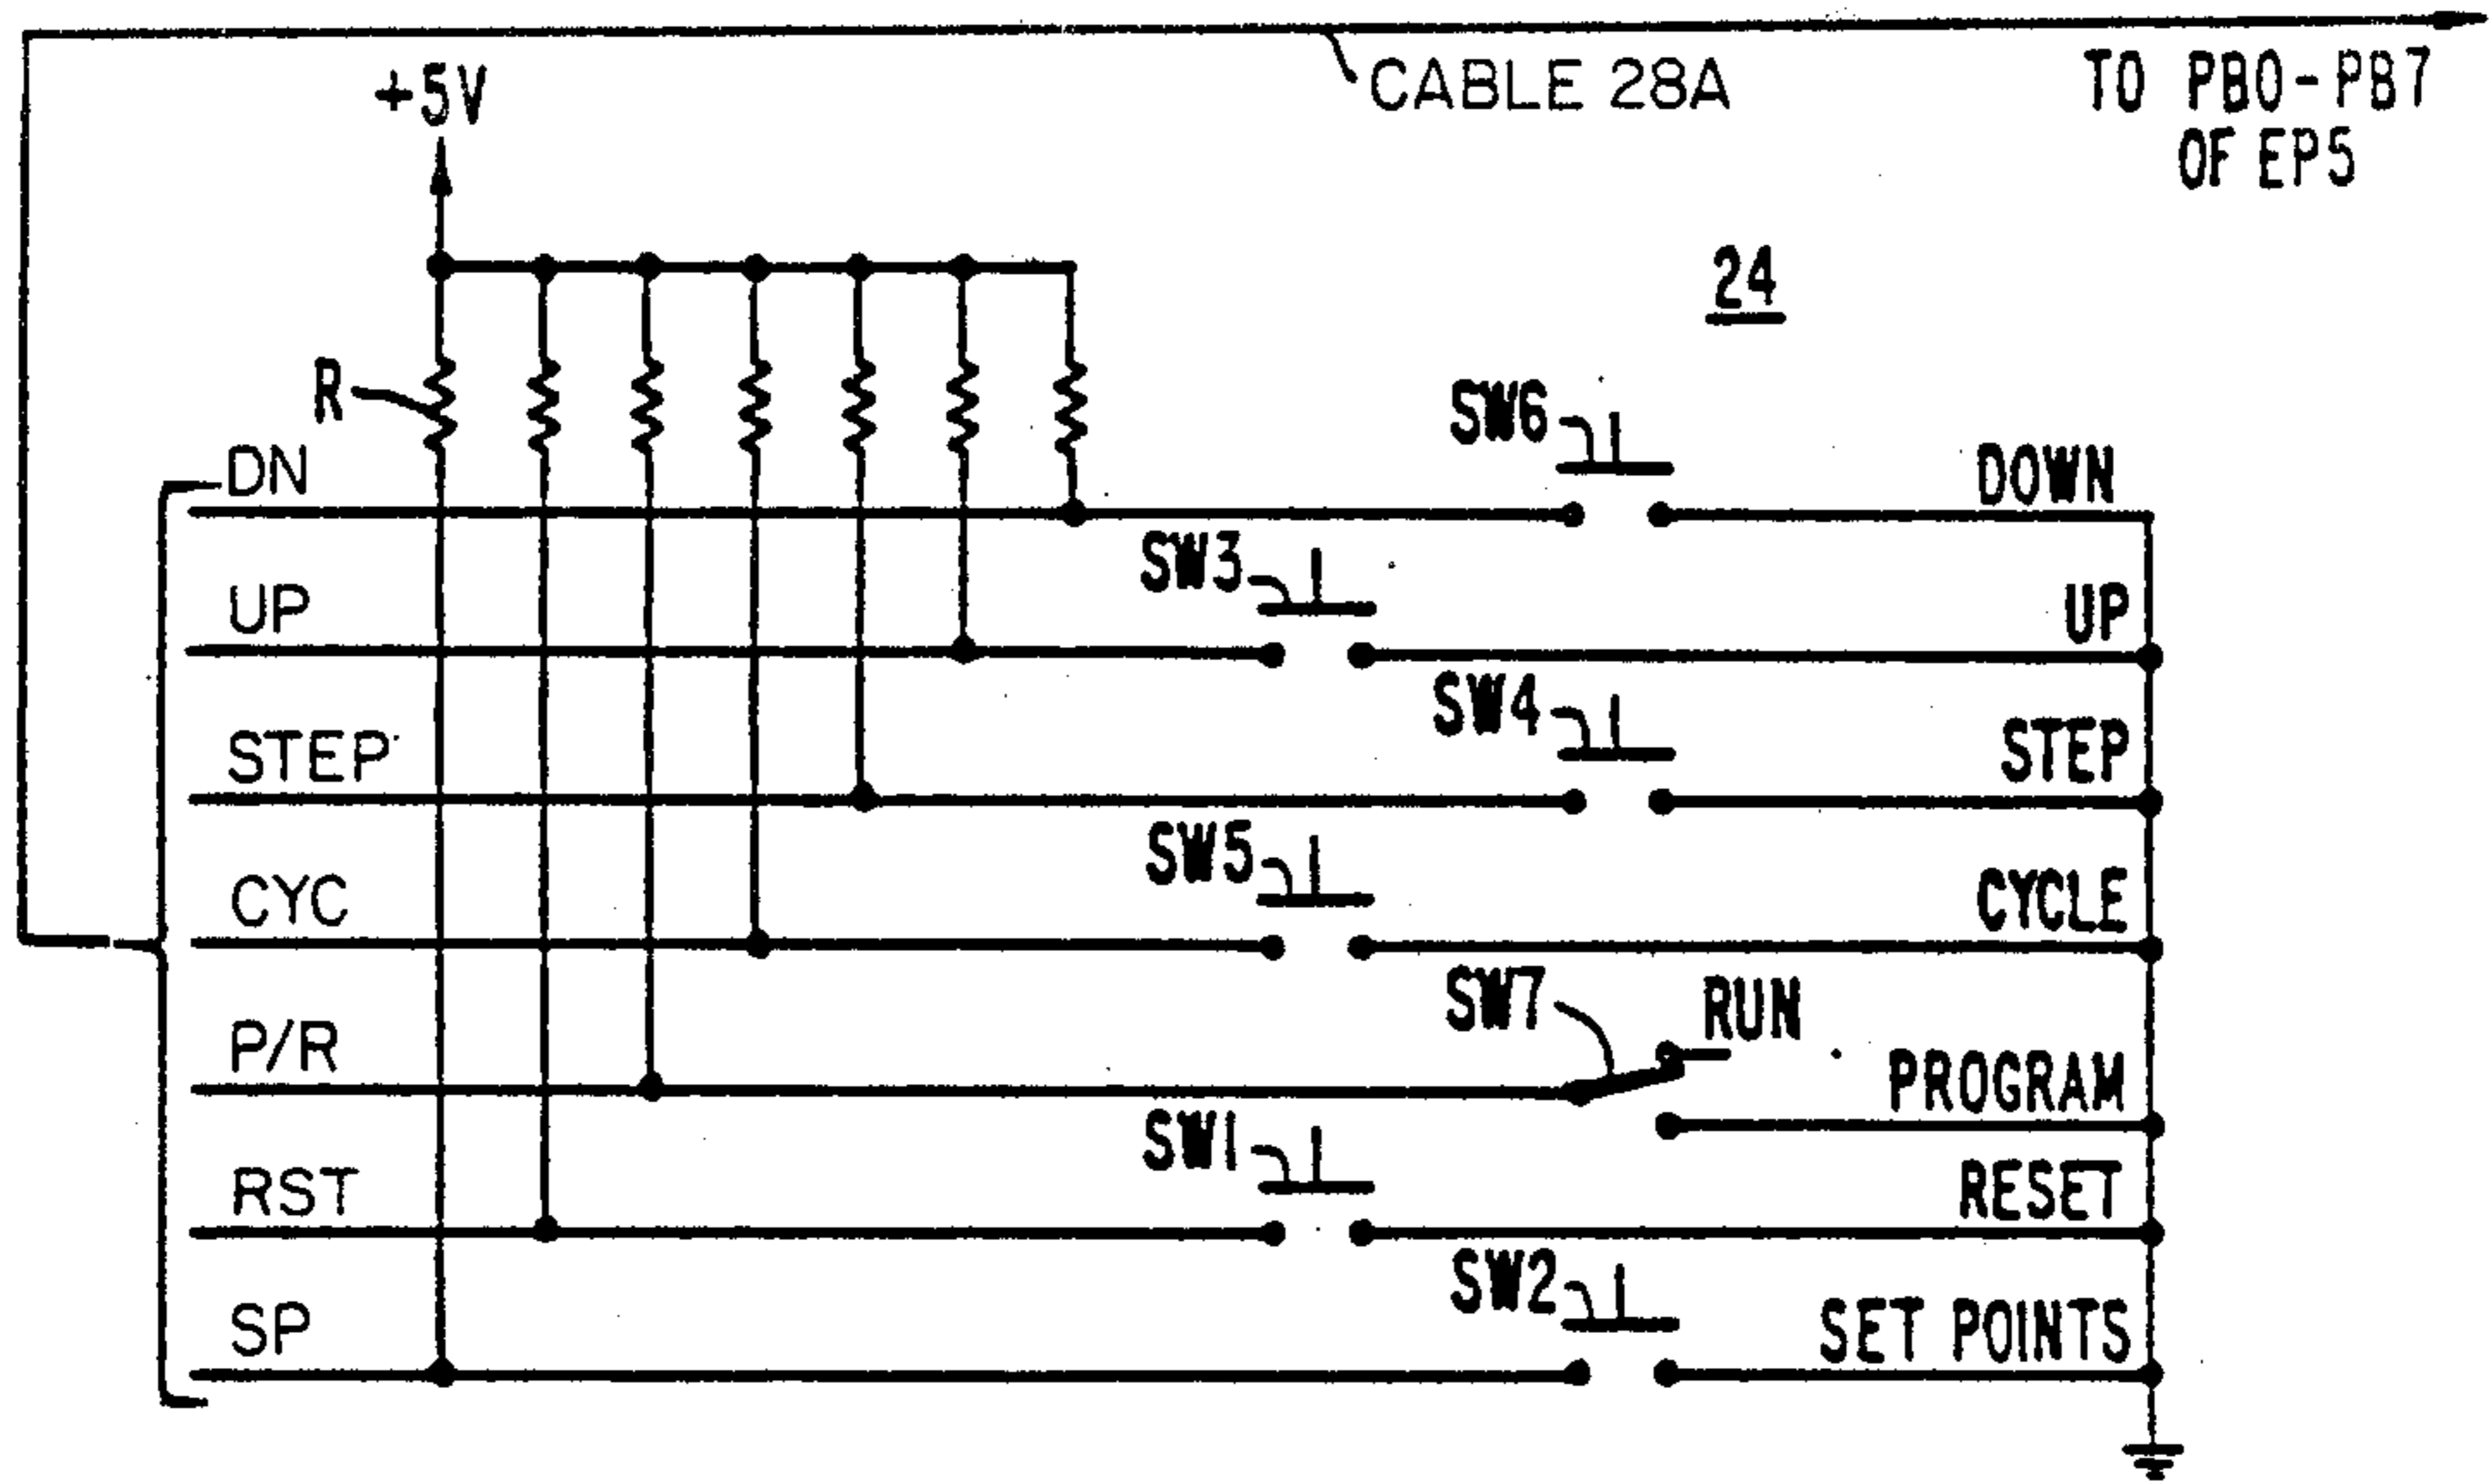 CABLE 28A
TO PB0-PB7
OF EP5
+5V
24
R
SW6
DN
DOWN
SW3
UP
UP
SW4
STEP
STEP
SW5
CYC
CYCLE
SW7
RUN
P/R
PROGRAM
SW1
RST
RESET
SW2
SP
SET POINTS